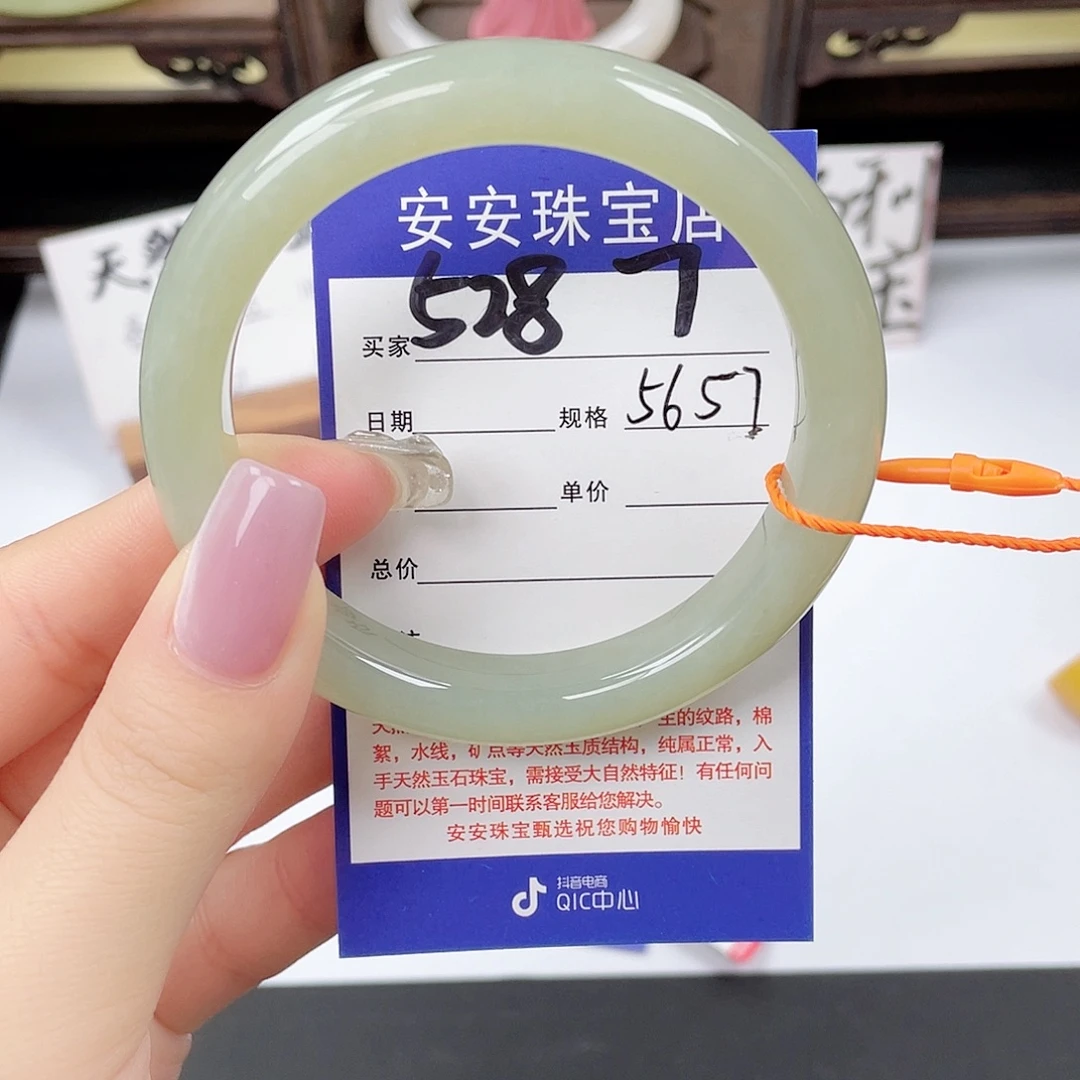 安安珠宝店
买家 528 7
日期 规格 5657
单价
总价
生的纹路，棉
絮，水线，矿点等天然玉质结构，纯属正常，入
手天然玉石珠宝，需接受大自然特征！有任何问
题可以第一时间联系客服给您解决。
安安珠宝甄选祝您购物愉快
抖音电商
QIC中心
天然
和